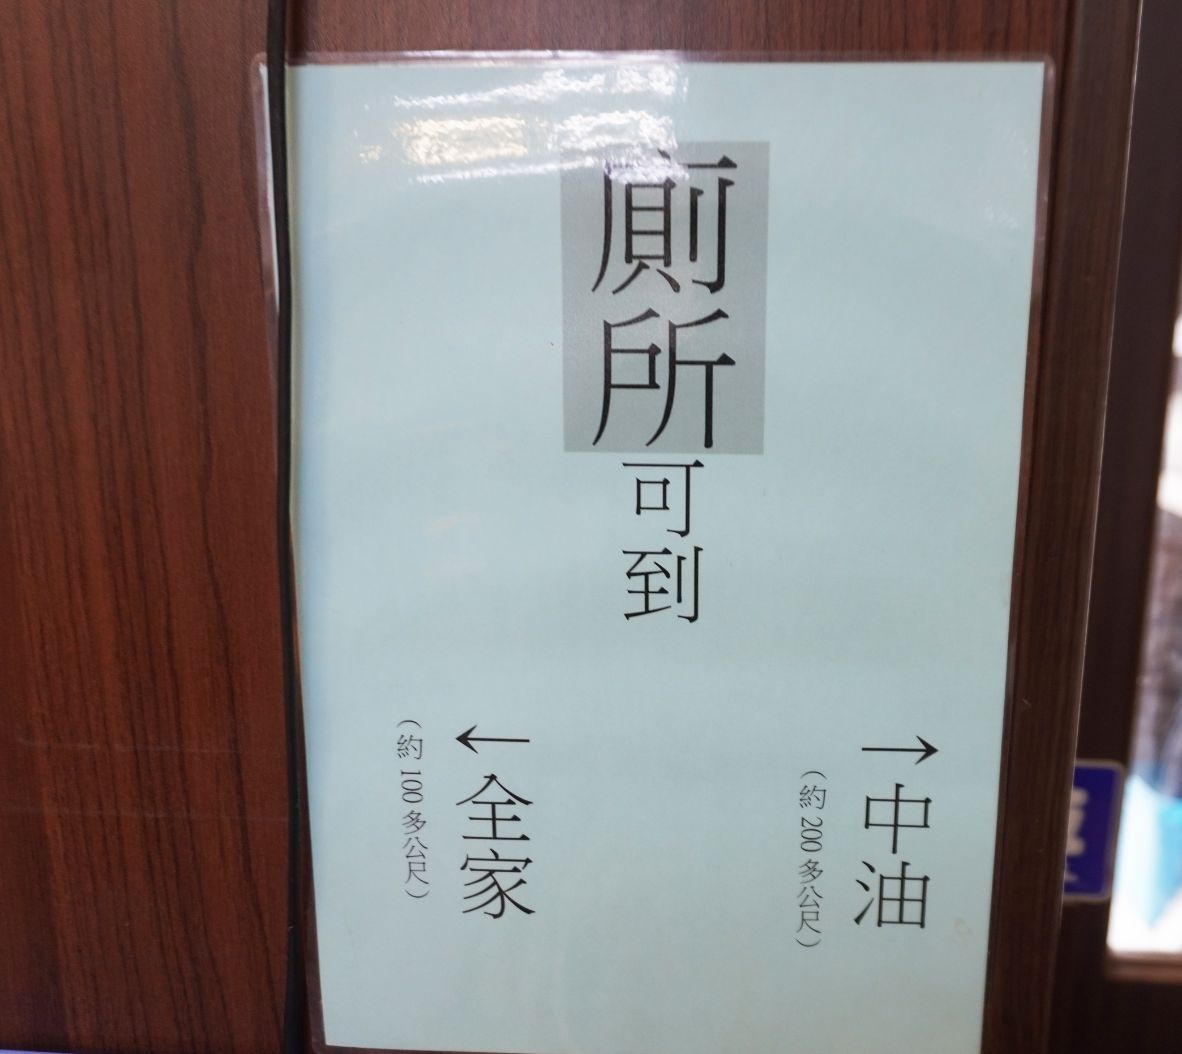 廁所可到
→中油
(約200多公尺)
←全家
(約100多公尺)